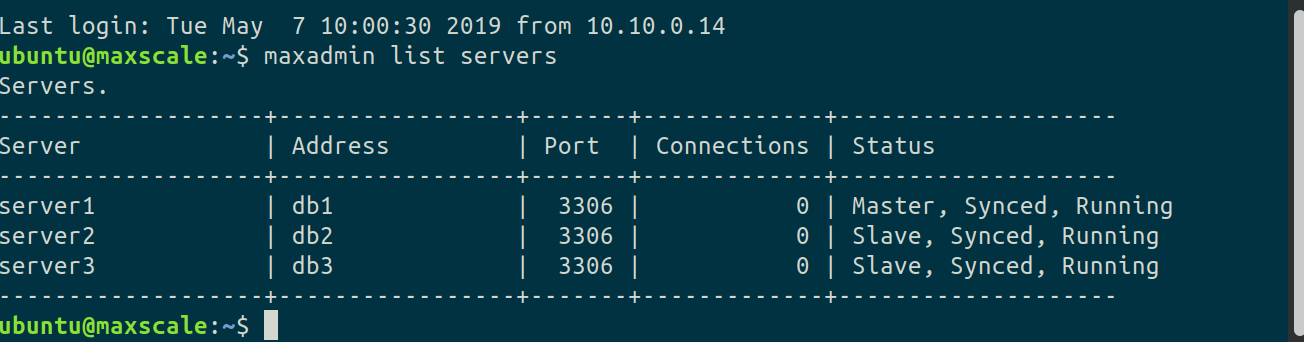 Last login: Tue May  7 10:00:30 2019 from 10.10.0.14
ubuntu@maxscale:~$ maxadmin list servers
Servers.
-------------------+-----------------+-------+-------------+--------------------
Server             | Address         | Port  | Connections | Status
-------------------+-----------------+-------+-------------+--------------------
server1            | db1             |  3306 |           0 | Master, Synced, Running
server2            | db2             |  3306 |           0 | Slave, Synced, Running
server3            | db3             |  3306 |           0 | Slave, Synced, Running
-------------------+-----------------+-------+-------------+--------------------
ubuntu@maxscale:~$